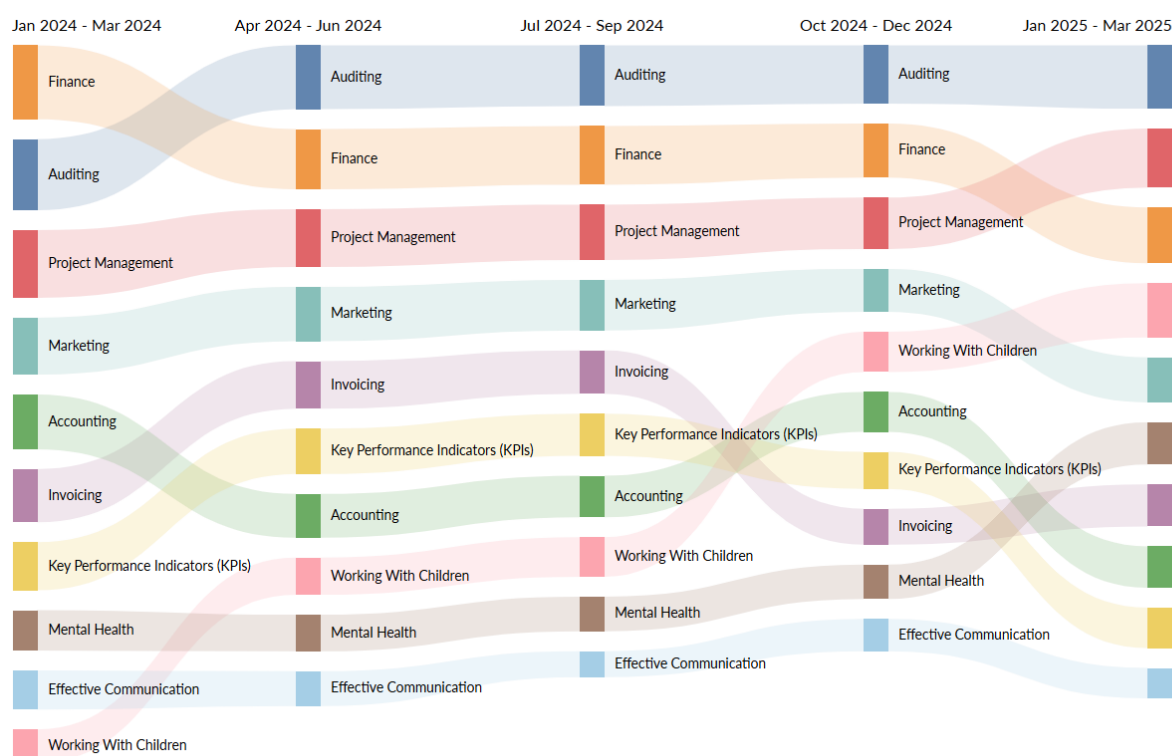 Jan 2024 - Mar 2024
Apr 2024 - Jun 2024
Jul 2024 - Sep 2024
Oct 2024 - Dec 2024
Jan 2025 - Mar 2025
Finance
Auditing
Project Management
Marketing
Accounting
Invoicing
Key Performance Indicators (KPIs)
Mental Health
Effective Communication
Working With Children
Auditing
Finance
Project Management
Marketing
Invoicing
Key Performance Indicators (KPIs)
Accounting
Working With Children
Mental Health
Effective Communication
Auditing
Finance
Project Management
Marketing
Invoicing
Key Performance Indicators (KPIs)
Accounting
Working With Children
Mental Health
Effective Communication
Auditing
Finance
Project Management
Marketing
Working With Children
Accounting
Key Performance Indicators (KPIs)
Invoicing
Mental Health
Effective Communication